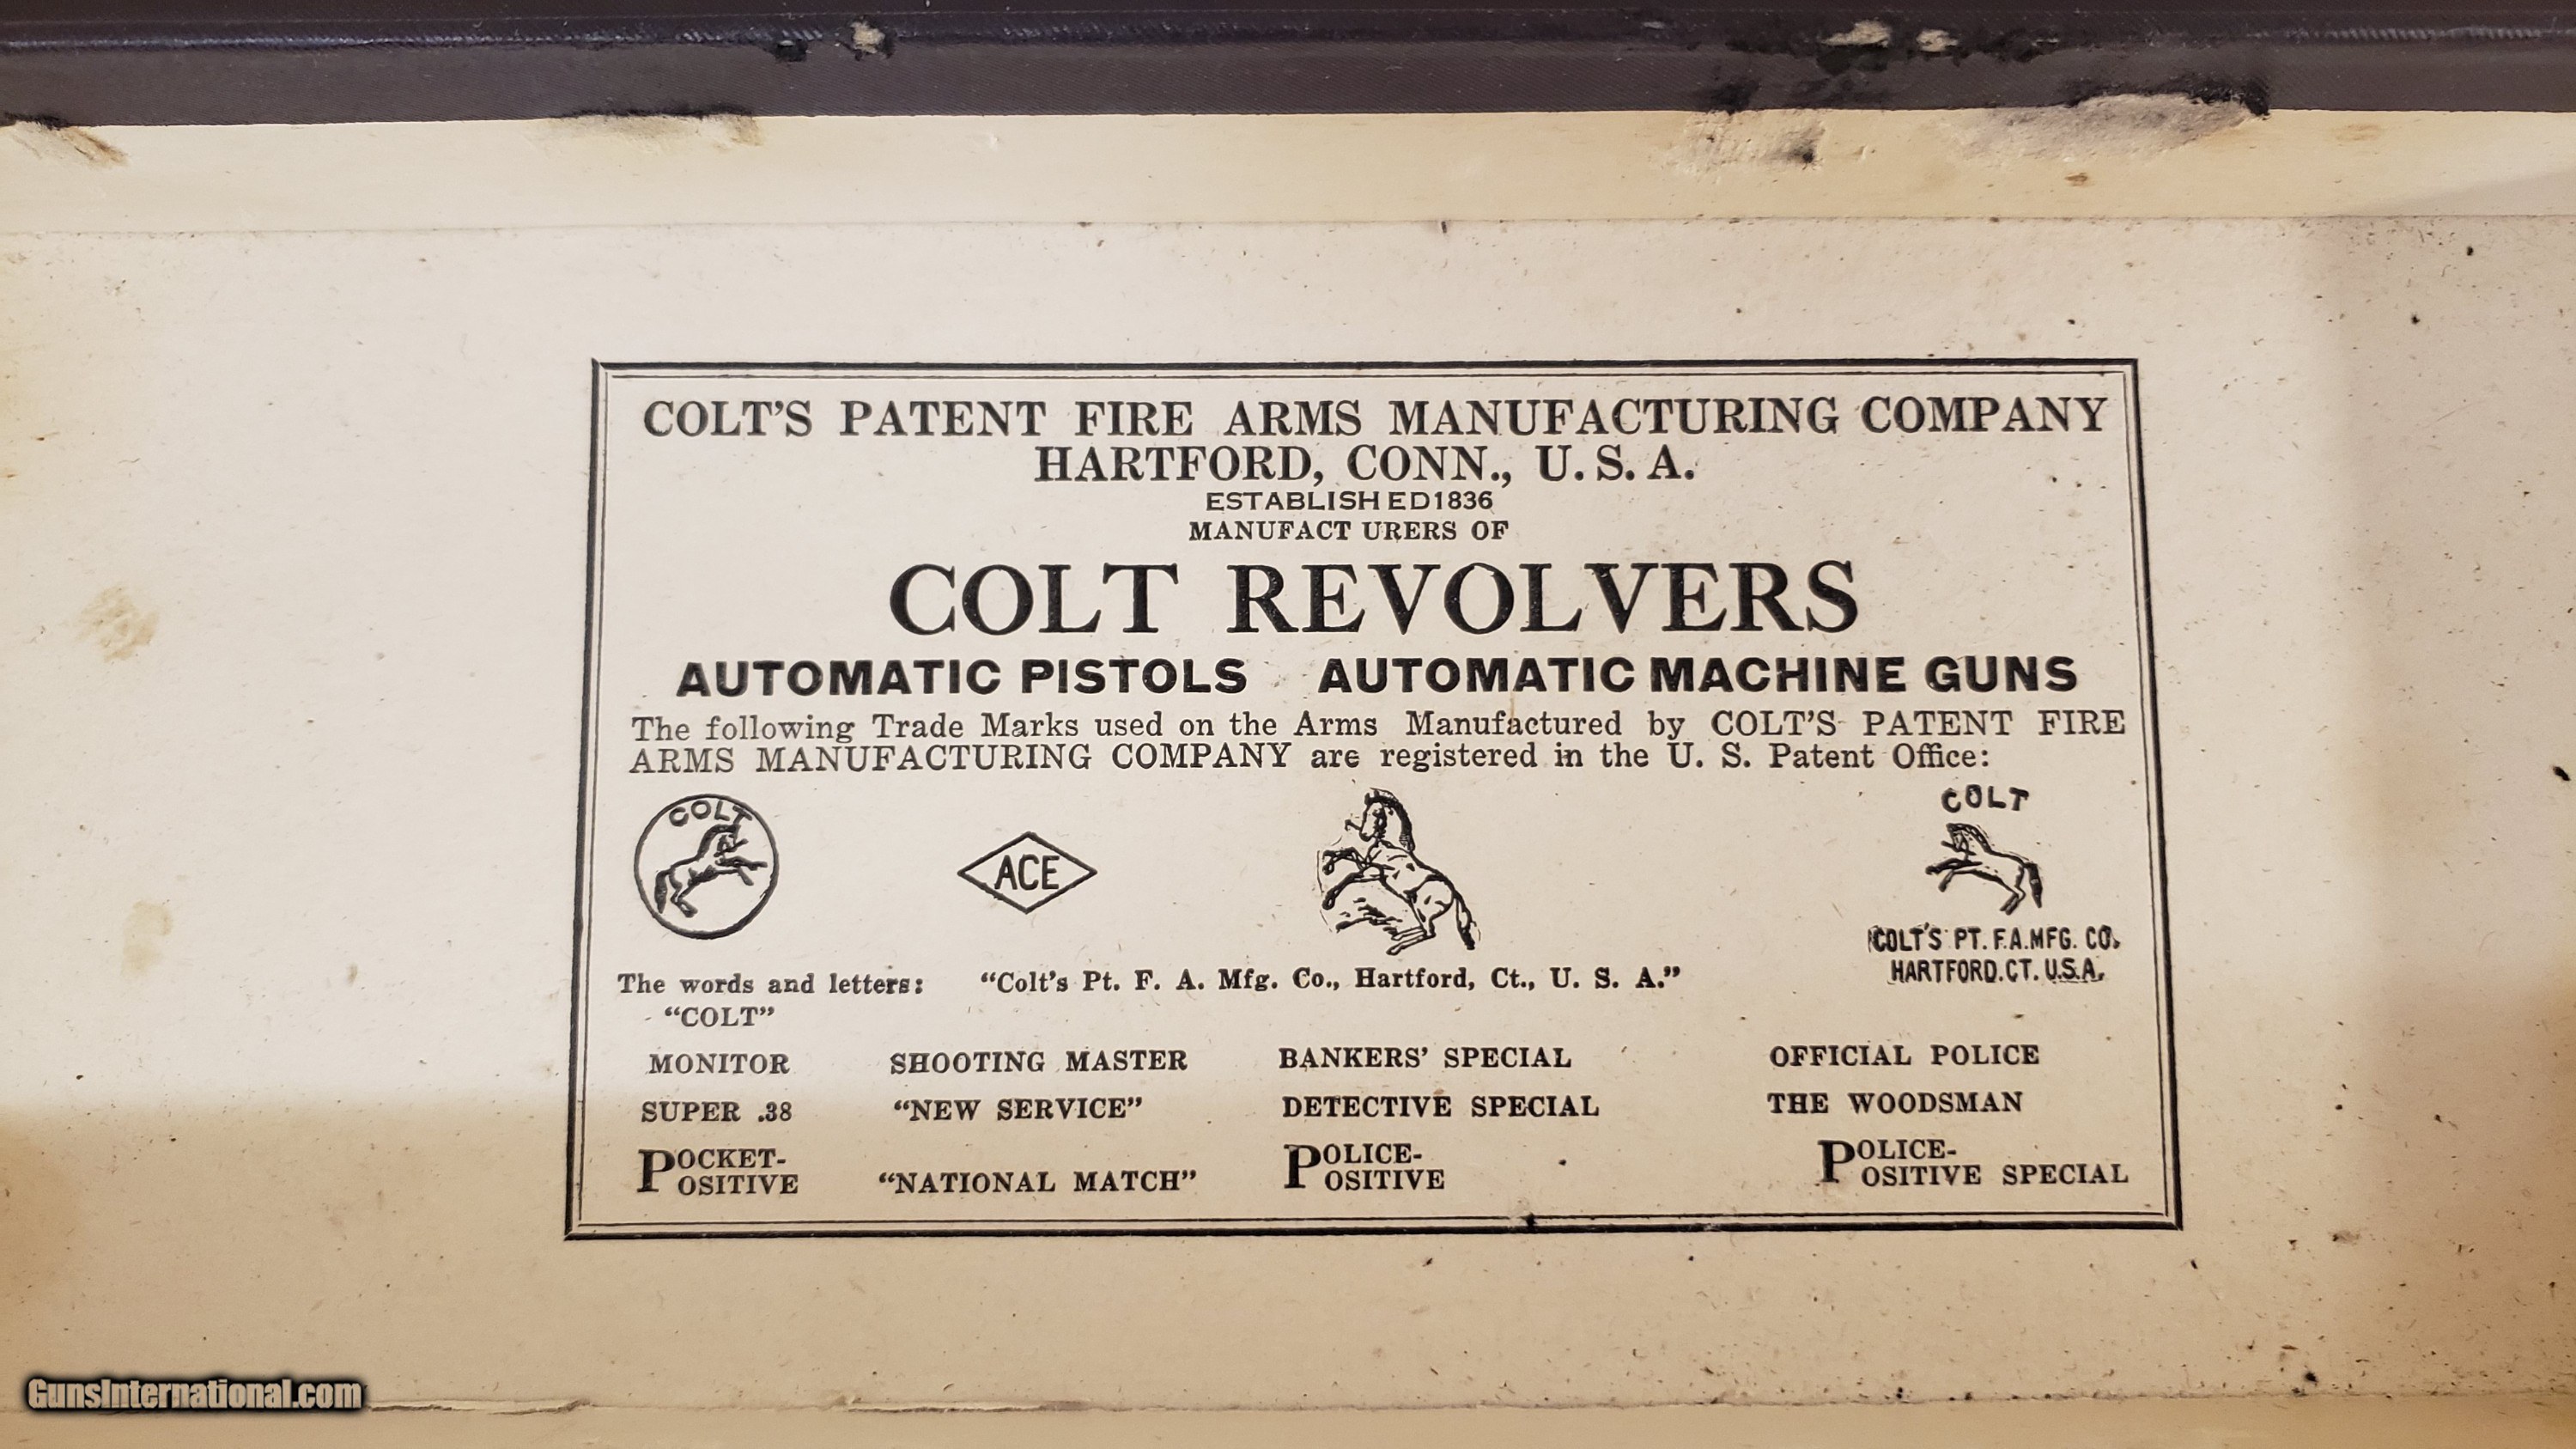 COLT'S PATENT FIRE ARMS MANUFACTURING COMPANY
HARTFORD, CONN., U. S. A.
ESTABLISHED 1836
MANUFACTURERS OF
COLT REVOLVERS
AUTOMATIC PISTOLS AUTOMATIC MACHINE GUNS
The following Trade Marks used on the Arms Manufactured by COLT'S PATENT FIRE
ARMS MANUFACTURING COMPANY are registered in the U. S. Patent Office:
COLT
ACE
COLT
COLT'S PT. F.A. MFG. CO.
HARTFORD. CT. U.S.A.
The words and letters: "Colt's Pt. F. A. Mfg. Co., Hartford, Ct., U. S. A."
"COLT"
MONITOR SHOOTING MASTER BANKERS' SPECIAL OFFICIAL POLICE
SUPER .38 "NEW SERVICE" DETECTIVE SPECIAL THE WOODSMAN
POCKET-POSITIVE "NATIONAL MATCH" POLICE-POSITIVE POLICE-POSITIVE SPECIAL
GunsInternational.com